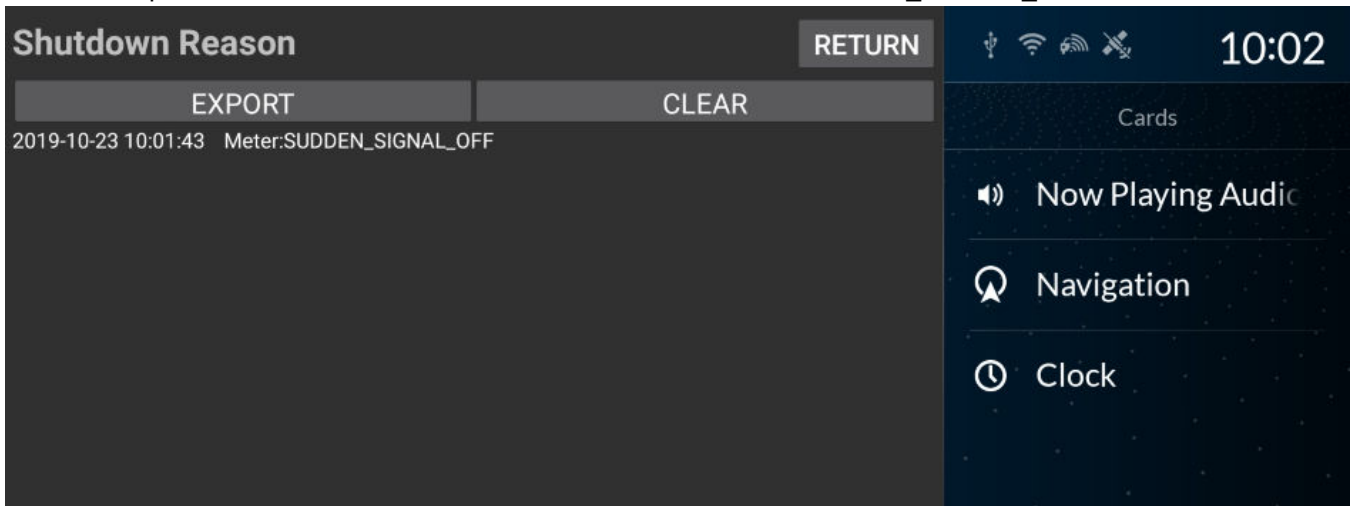 Shutdown Reason
RETURN
10:02
EXPORT
CLEAR
Cards
2019-10-23 10:01:43 Meter:SUDDEN_SIGNAL_OFF
Now Playing Audio
Navigation
Clock